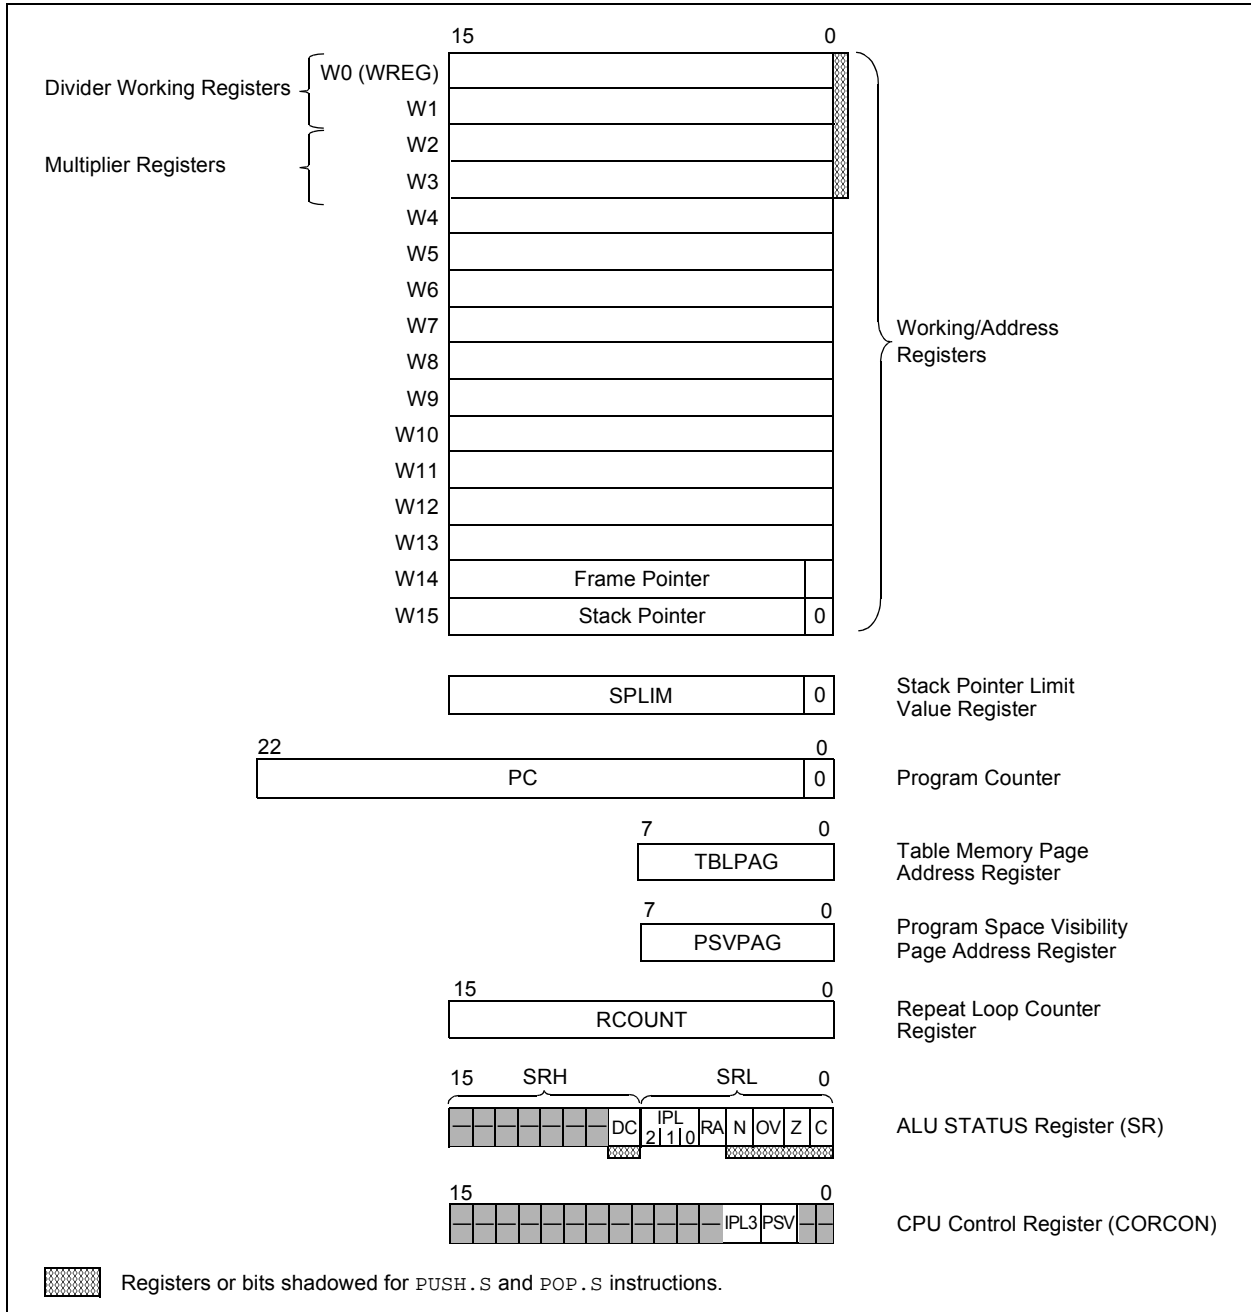 15 0
Divider Working Registers
W0 (WREG)
W1
Multiplier Registers
W2
W3
W4
W5
W6
W7
W8
W9
W10
W11
W12
W13
W14 Frame Pointer
W15 Stack Pointer 0
Working/Address
Registers
SPLIM 0
Stack Pointer Limit
Value Register
22 0
PC 0
Program Counter
7 0
TBLPAG
Table Memory Page
Address Register
7 0
PSVPAG
Program Space Visibility
Page Address Register
15 0
RCOUNT
Repeat Loop Counter
Register
15 SRH SRL 0
— — — — — — — DC IPL 2 1 0 RA N OV Z C
ALU STATUS Register (SR)
15 0
— — — — — — — — — — — — IPL3 PSV — —
CPU Control Register (CORCON)
Registers or bits shadowed for PUSH.S and POP.S instructions.